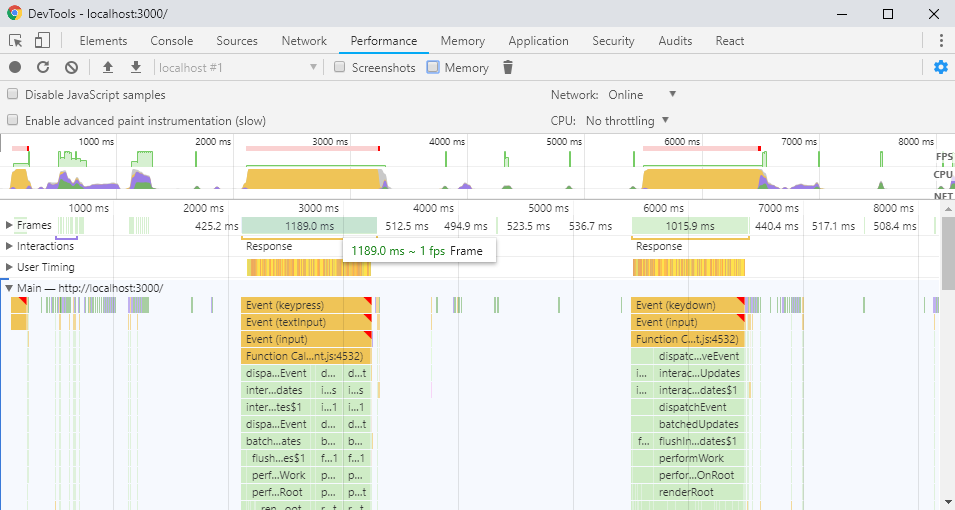 DevTools - localhost:3000/
Elements Console Sources Network Performance Memory Application Security Audits React
localhost #1 Screenshots Memory
Disable JavaScript samples Network: Online
Enable advanced paint instrumentation (slow) CPU: No throttling
1000 ms 2000 ms 3000 ms 4000 ms 5000 ms 6000 ms 7000 ms 8000 ms
FPS
CPU
NET
1000 ms 2000 ms 3000 ms 4000 ms 5000 ms 6000 ms 7000 ms 8000 ms
Frames 425.2 ms 1189.0 ms 512.5 ms 494.9 ms 523.5 ms 536.7 ms 1015.9 ms 440.4 ms 517.1 ms 508.4 ms
Interactions Response Response
1189.0 ms ~ 1 fps Frame
User Timing
Main — http://localhost:3000/
Event (keypress) Event (keydown)
Event (textInput) Event (input)
Event (input) Function C...t.js:4532)
Function Cal...nt.js:4532) dispatc...veEvent
dispa...Event d... d...t i... interac...Updates
inter...dates i... i...s i... interac...dates$1
inter...tes$1 i... i...1 dispatchEvent
dispa...Event d... d...t batchedUpdates
batch...ates b... b... f... flushIn...dates$1
flush...es$1 f... f...1 performWork
perf...Work p... p... perfor...OnRoot
perf...Root p... p...t renderRoot
ren...oot r... r...t